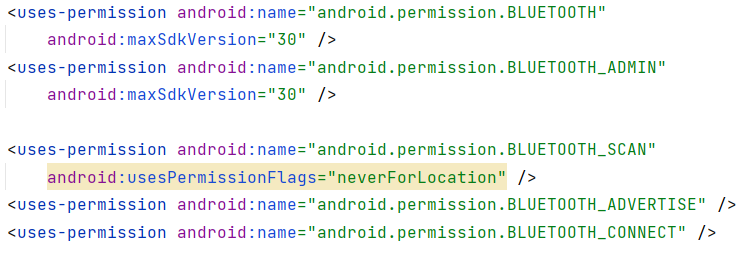 <uses-permission android:name="android.permission.BLUETOOTH"
android:maxSdkVersion="30" />
<uses-permission android:name="android.permission.BLUETOOTH_ADMIN"
android:maxSdkVersion="30" />
<uses-permission android:name="android.permission.BLUETOOTH_SCAN"
android:usesPermissionFlags="neverForLocation" />
<uses-permission android:name="android.permission.BLUETOOTH_ADVERTISE" />
<uses-permission android:name="android.permission.BLUETOOTH_CONNECT" />